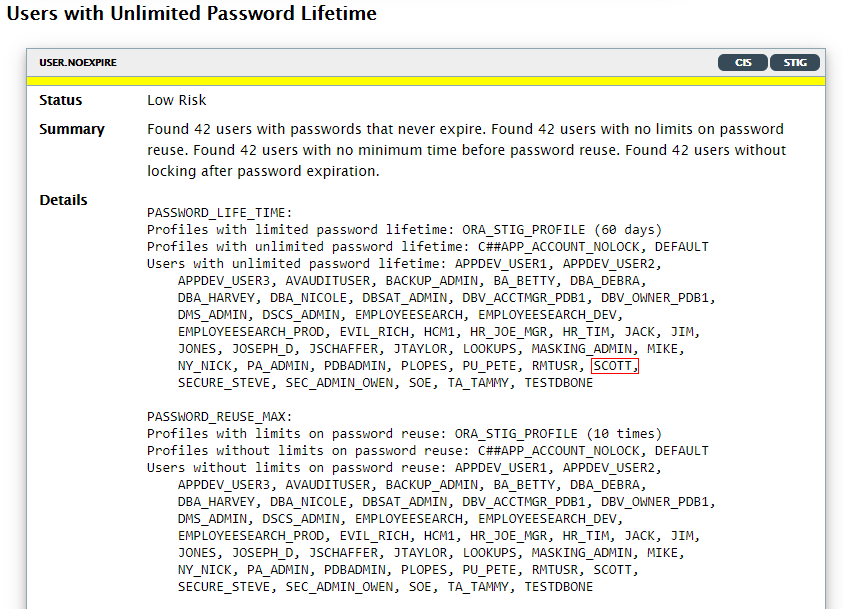 Users with Unlimited Password Lifetime
USER.NOEXPIRE CIS STIG
Status Low Risk
Summary Found 42 users with passwords that never expire. Found 42 users with no limits on password
reuse. Found 42 users with no minimum time before password reuse. Found 42 users without
locking after password expiration.
Details
PASSWORD_LIFE_TIME:
Profiles with limited password lifetime: ORA_STIG_PROFILE (60 days)
Profiles with unlimited password lifetime: C##APP_ACCOUNT_NOLOCK, DEFAULT
Users with unlimited password lifetime: APPDEV_USER1, APPDEV_USER2,
APPDEV_USER3, AVAUDITUSER, BACKUP_ADMIN, BA_BETTY, DBA_DEBRA,
DBA_HARVEY, DBA_NICOLE, DBSAT_ADMIN, DBV_ACCTMGR_PDB1, DBV_OWNER_PDB1,
DMS_ADMIN, DSCS_ADMIN, EMPLOYEESEARCH, EMPLOYEESEARCH_DEV,
EMPLOYEESEARCH_PROD, EVIL_RICH, HCM1, HR_JOE_MGR, HR_TIM, JACK, JIM,
JONES, JOSEPH_D, JSCHAFFER, JTAYLOR, LOOKUPS, MASKING_ADMIN, MIKE,
NY_NICK, PA_ADMIN, PDBADMIN, PLOPES, PU_PETE, RMTUSR, SCOTT,
SECURE_STEVE, SEC_ADMIN_OWEN, SOE, TA_TAMMY, TESTDBONE
PASSWORD_REUSE_MAX:
Profiles with limits on password reuse: ORA_STIG_PROFILE (10 times)
Profiles without limits on password reuse: C##APP_ACCOUNT_NOLOCK, DEFAULT
Users without limits on password reuse: APPDEV_USER1, APPDEV_USER2,
APPDEV_USER3, AVAUDITUSER, BACKUP_ADMIN, BA_BETTY, DBA_DEBRA,
DBA_HARVEY, DBA_NICOLE, DBSAT_ADMIN, DBV_ACCTMGR_PDB1, DBV_OWNER_PDB1,
DMS_ADMIN, DSCS_ADMIN, EMPLOYEESEARCH, EMPLOYEESEARCH_DEV,
EMPLOYEESEARCH_PROD, EVIL_RICH, HCM1, HR_JOE_MGR, HR_TIM, JACK, JIM,
JONES, JOSEPH_D, JSCHAFFER, JTAYLOR, LOOKUPS, MASKING_ADMIN, MIKE,
NY_NICK, PA_ADMIN, PDBADMIN, PLOPES, PU_PETE, RMTUSR, SCOTT,
SECURE_STEVE, SEC_ADMIN_OWEN, SOE, TA_TAMMY, TESTDBONE